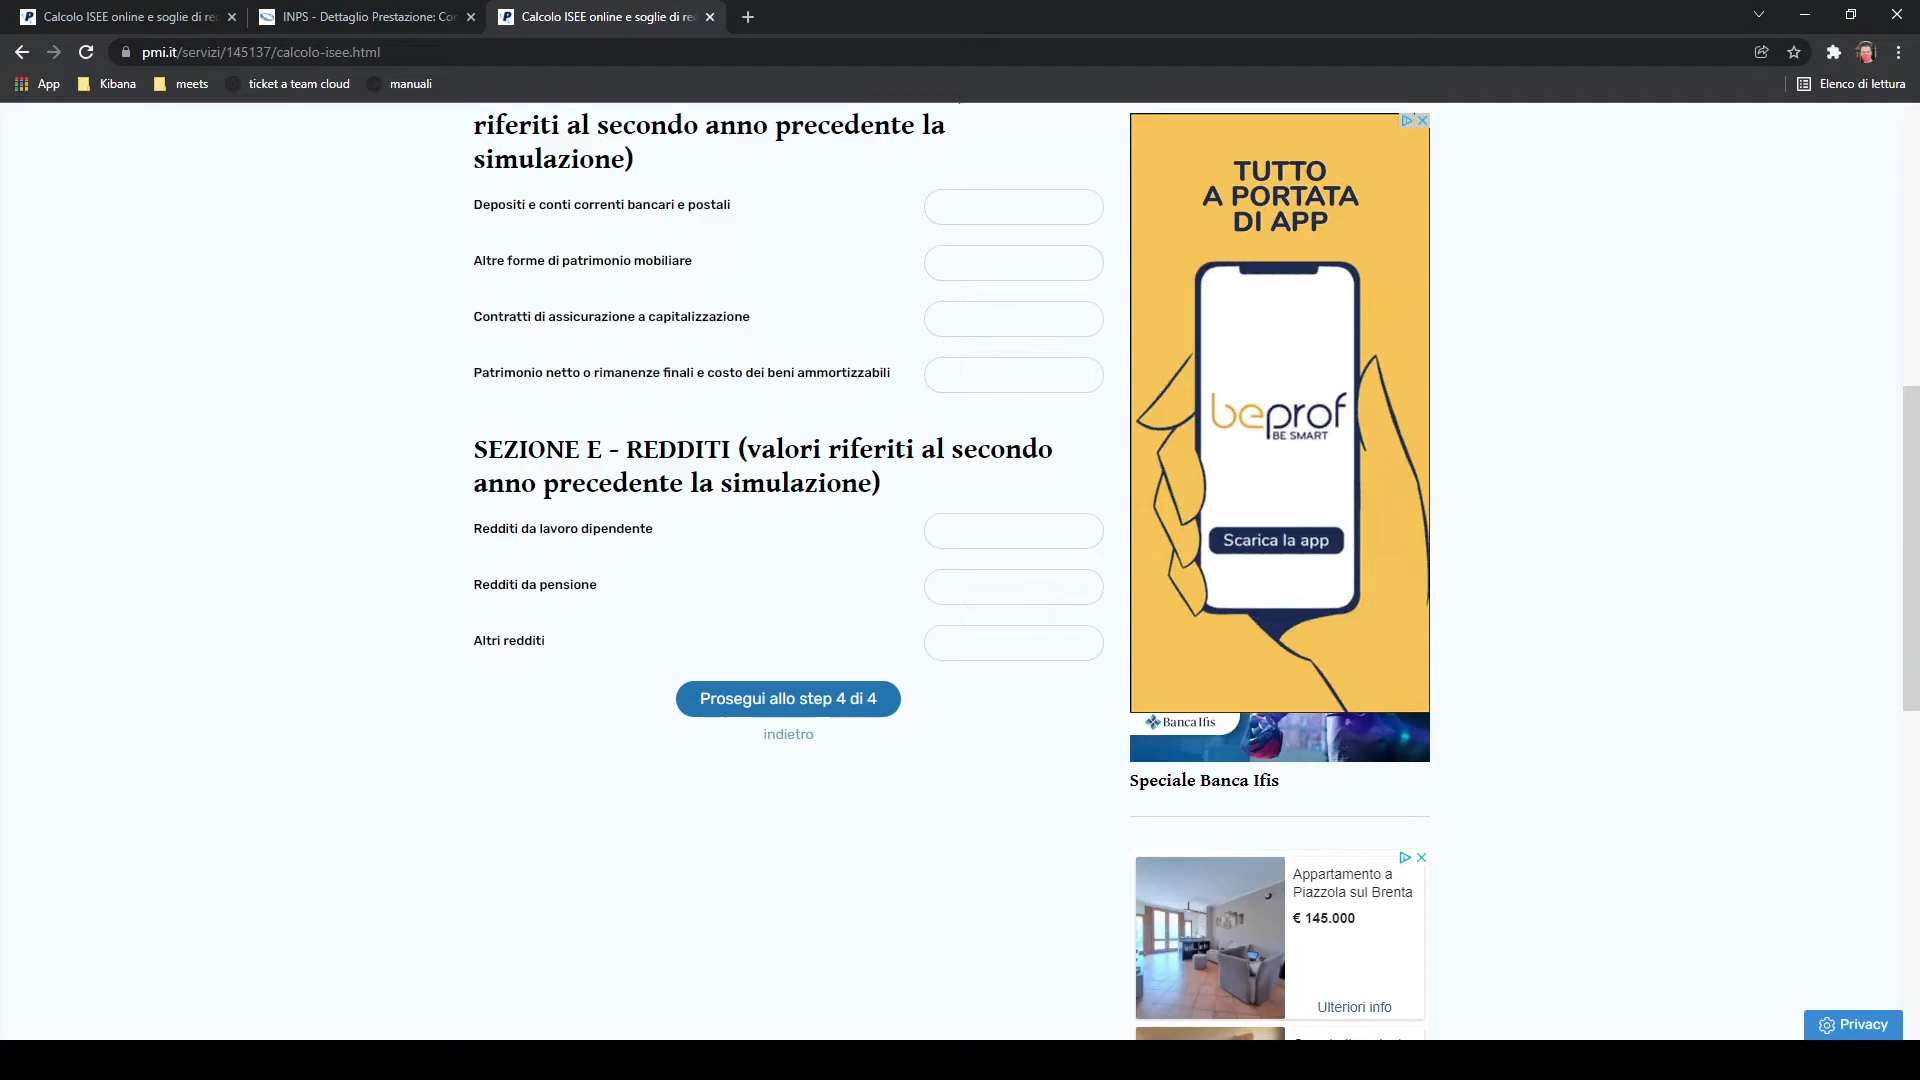 Calcolo ISEE online e soglie di re
INPS - Dettaglio Prestazione: Co
Calcolo ISEE online e soglie di re
pmi.it/servizi/145137/calcolo-isee.html
App
Kibana
meets
ticket a team cloud
manuali
Elenco di lettura
riferiti al secondo anno precedente la
simulazione)
Depositi e conti correnti bancari e postali
Altre forme di patrimonio mobiliare
Contratti di assicurazione a capitalizzazione
Patrimonio netto o rimanenze finali e costo dei beni ammortizzabili
SEZIONE E - REDDITI (valori riferiti al secondo
anno precedente la simulazione)
Redditi da lavoro dipendente
Redditi da pensione
Altri redditi
Prosegui allo step 4 di 4
indietro
TUTTO
A PORTATA
DI APP
beprof
BE SMART
Scarica la app
Banca Ifis
Speciale Banca Ifis
Appartamento a
Piazzola sul Brenta
€ 145.000
Ulteriori info
Privacy